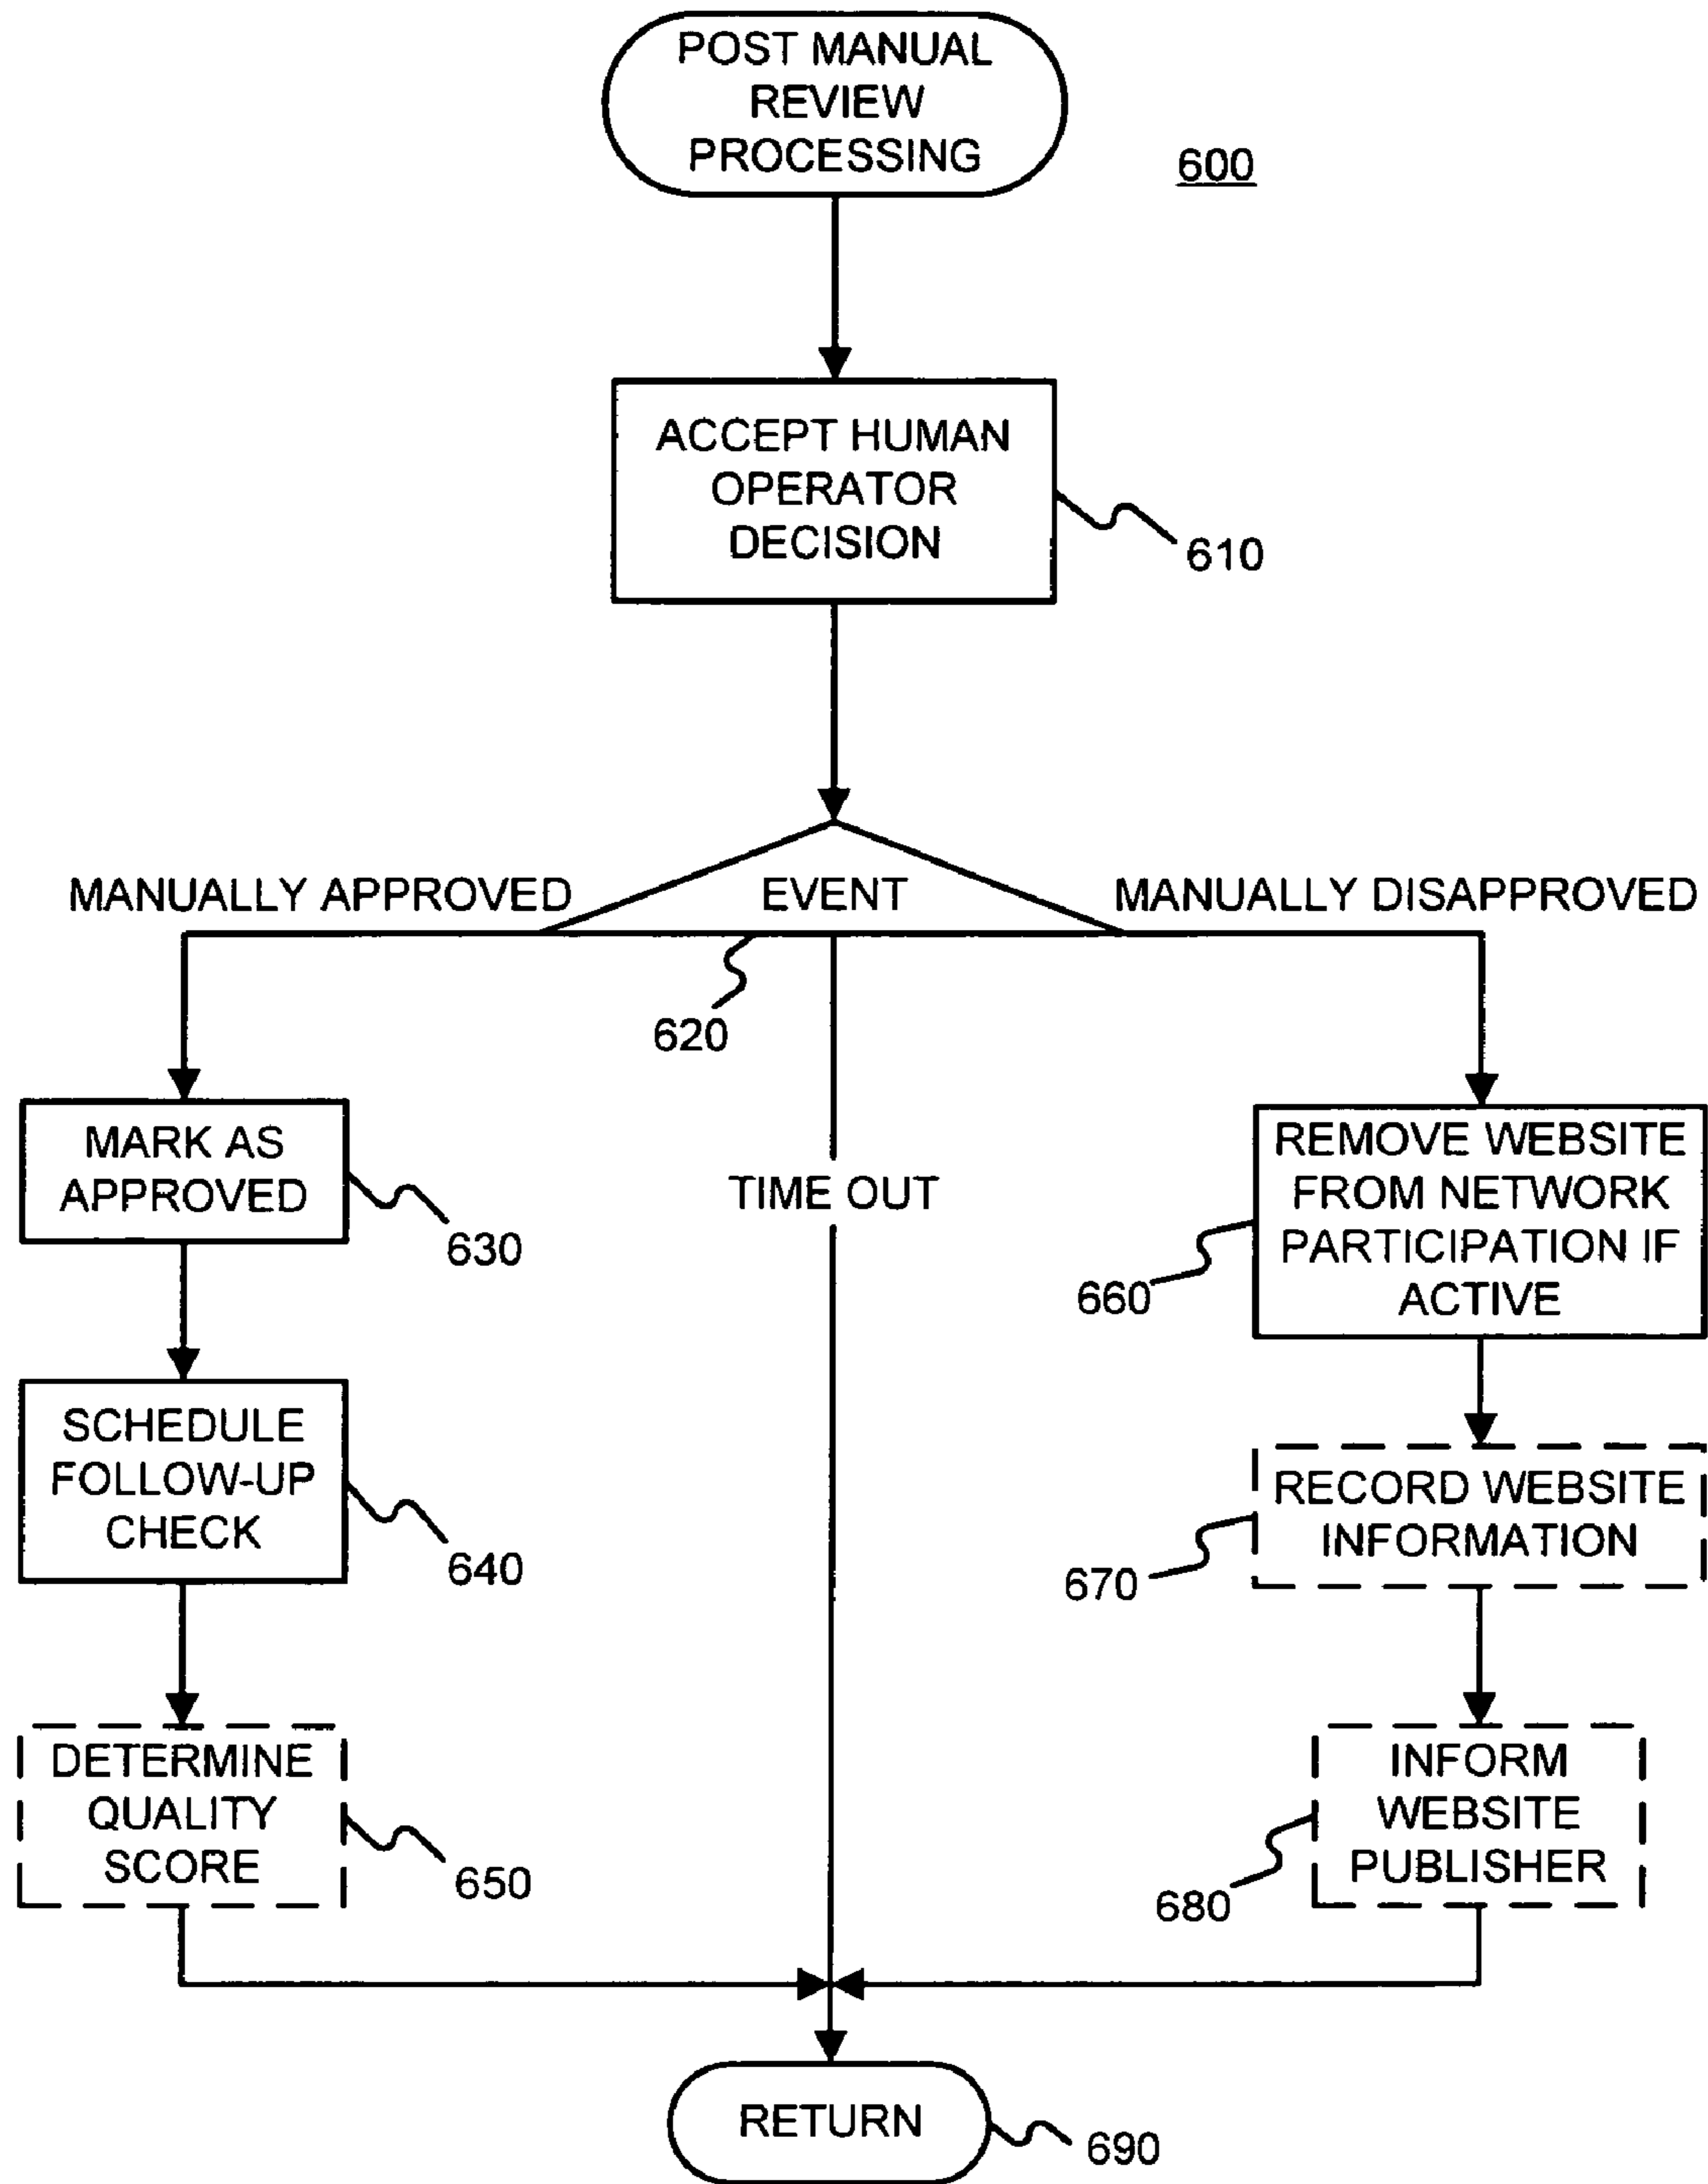 POST MANUAL
REVIEW
PROCESSING
600
ACCEPT HUMAN
OPERATOR
DECISION
610
MANUALLY APPROVED
EVENT
MANUALLY DISAPPROVED
620
MARK AS
APPROVED
630
TIME OUT
REMOVE WEBSITE
FROM NETWORK
PARTICIPATION IF
ACTIVE
660
SCHEDULE
FOLLOW-UP
CHECK
640
RECORD WEBSITE
INFORMATION
670
DETERMINE
QUALITY
SCORE
650
INFORM
WEBSITE
PUBLISHER
680
RETURN
690